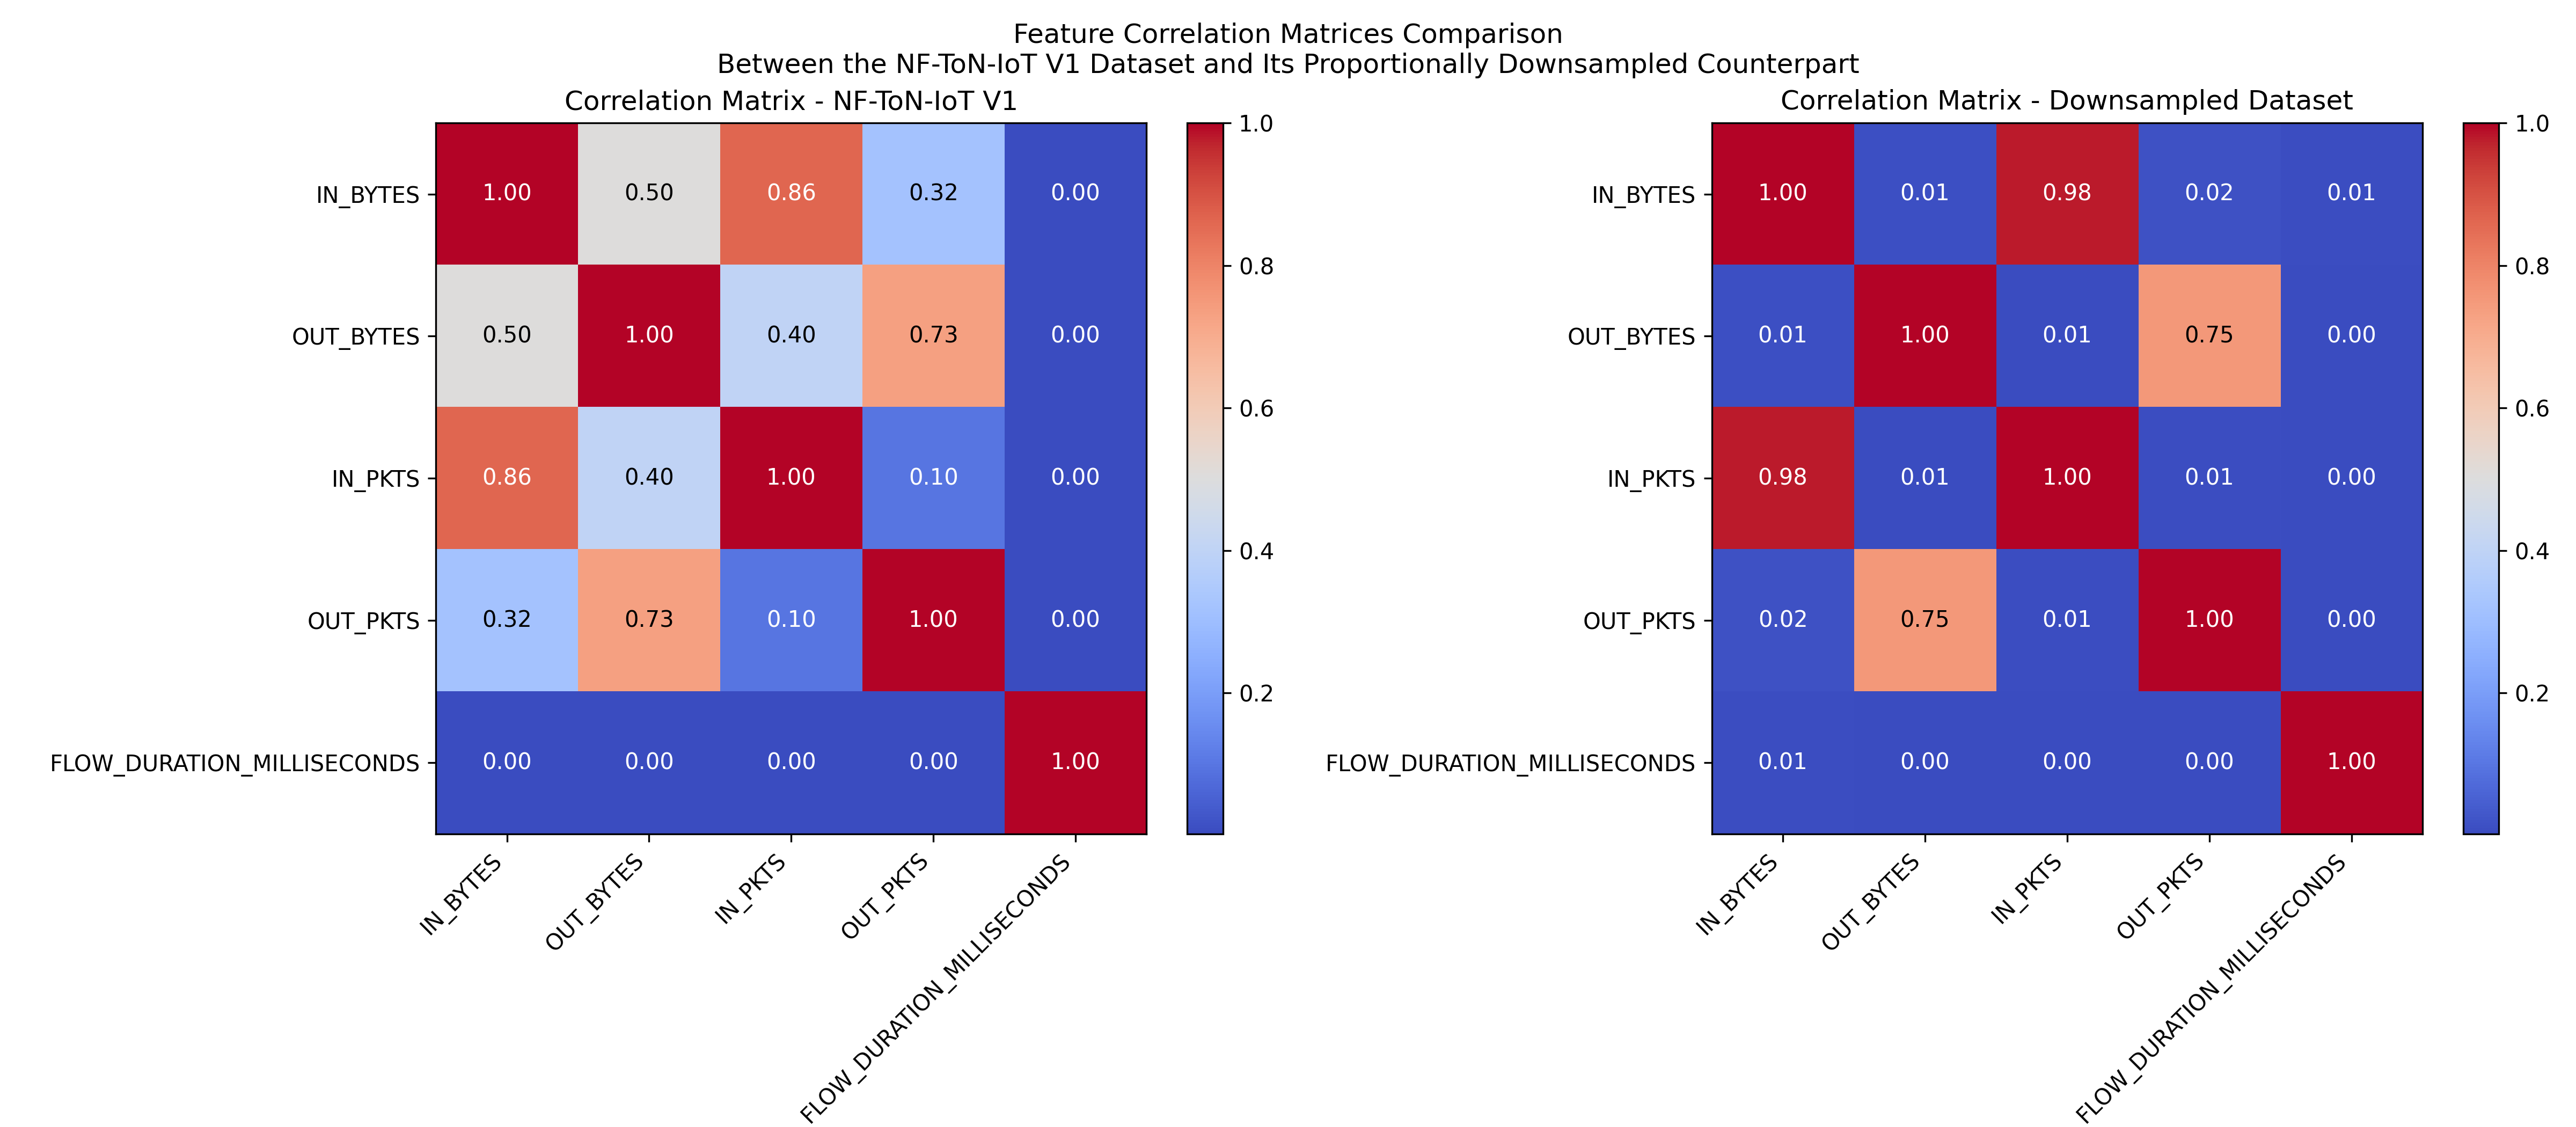 Feature Correlation Matrices Comparison
Between the NF-ToN-IoT V1 Dataset and Its Proportionally Downsampled Counterpart
Correlation Matrix - NF-ToN-IoT V1
IN_BYTES 1.00 0.50 0.86 0.32 0.00
OUT_BYTES 0.50 1.00 0.40 0.73 0.00
IN_PKTS 0.86 0.40 1.00 0.10 0.00
OUT_PKTS 0.32 0.73 0.10 1.00 0.00
FLOW_DURATION_MILLISECONDS 0.00 0.00 0.00 0.00 1.00
IN_BYTES
OUT_BYTES
IN_PKTS
OUT_PKTS
FLOW_DURATION_MILLISECONDS
1.0
0.8
0.6
0.4
0.2
Correlation Matrix - Downsampled Dataset
IN_BYTES 1.00 0.01 0.98 0.02 0.01
OUT_BYTES 0.01 1.00 0.01 0.75 0.00
IN_PKTS 0.98 0.01 1.00 0.01 0.00
OUT_PKTS 0.02 0.75 0.01 1.00 0.00
FLOW_DURATION_MILLISECONDS 0.01 0.00 0.00 0.00 1.00
IN_BYTES
OUT_BYTES
IN_PKTS
OUT_PKTS
FLOW_DURATION_MILLISECONDS
1.0
0.8
0.6
0.4
0.2